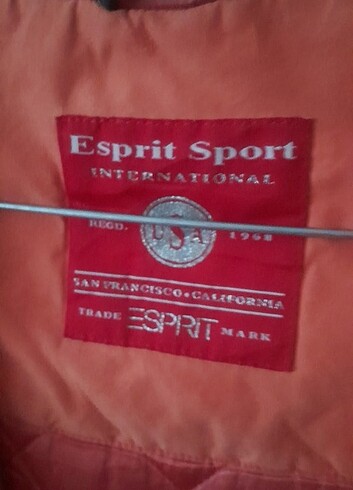 Esprit Sport
INTERNATIONAL
REGD. USA 1968
SAN FRANCISCO • CALIFORNIA
TRADE ESPRIT MARK